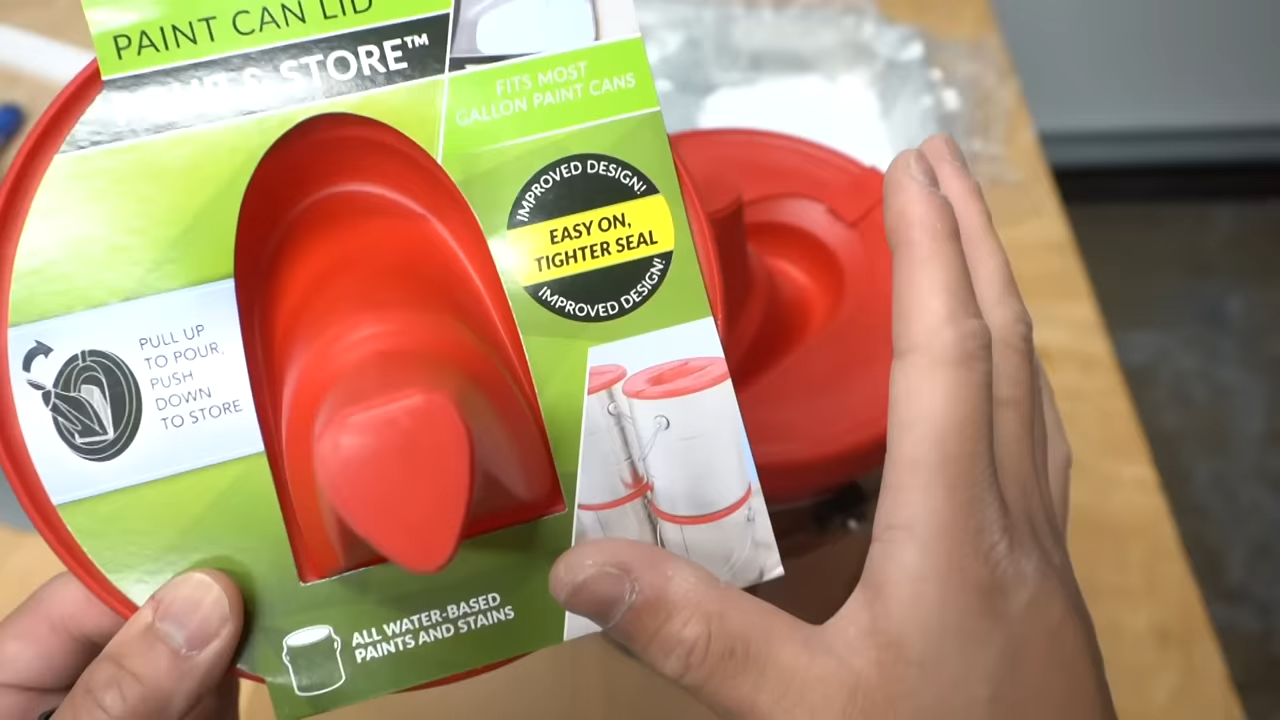 PAINT CAN LID
& STORE™
FITS MOST
GALLON PAINT CANS
IMPROVED DESIGN!
EASY ON,
TIGHTER SEAL
IMPROVED DESIGN!
PULL UP
TO POUR,
PUSH
DOWN
TO STORE
ALL WATER-BASED
PAINTS AND STAINS